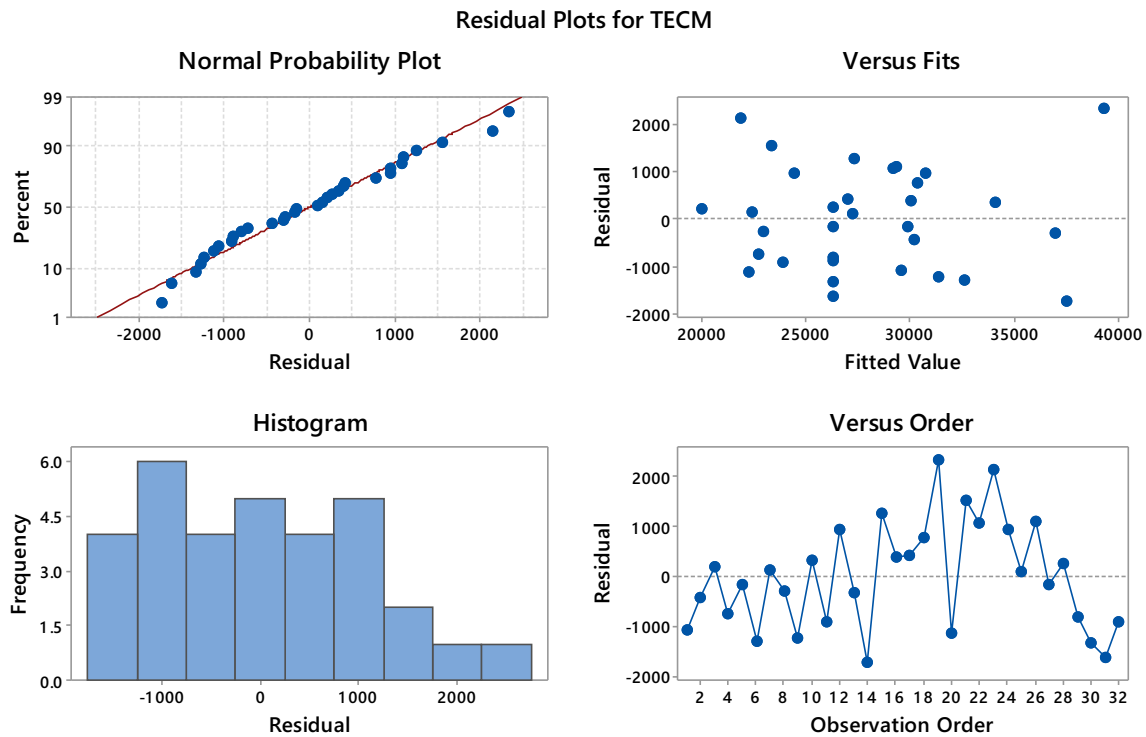 Residual Plots for TECM
Normal Probability Plot
99
90
50
10
1
Percent
-2000 -1000 0 1000 2000
Residual
Versus Fits
2000
1000
0
-1000
-2000
Residual
20000 25000 30000 35000 40000
Fitted Value
Histogram
6.0
4.5
3.0
1.5
0.0
Frequency
-1000 0 1000 2000
Residual
Versus Order
2000
1000
0
-1000
-2000
Residual
2 4 6 8 10 12 14 16 18 20 22 24 26 28 30 32
Observation Order